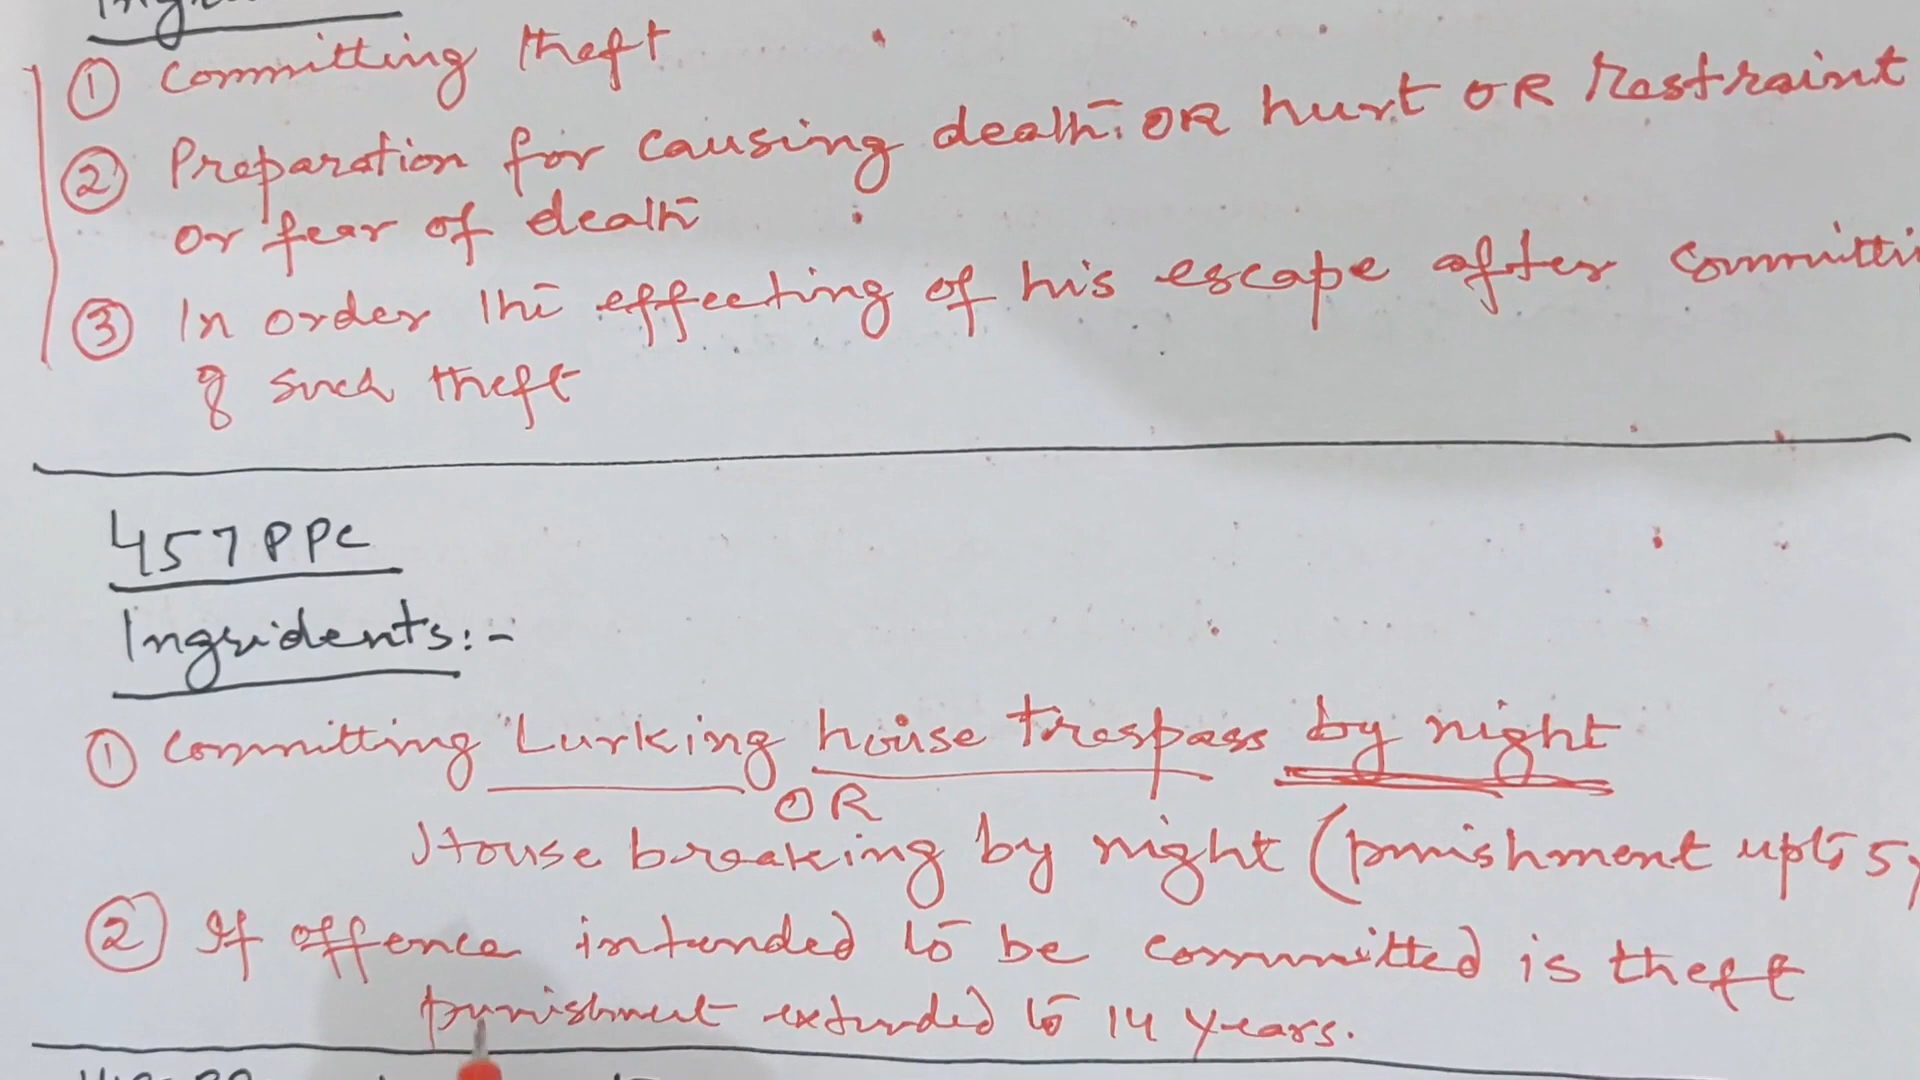 ① Committing theft
② Preparation for causing death OR hurt OR restraint
or fear of death
③ In order the effecting of his escape after Committi
of such theft
457 PPC
Ingridents:-
① Committing "Lurking house trespass by night
OR
House breaking by night (punishment upto 5y
② If offence intended to be committed is theft
punishment extended to 14 years.